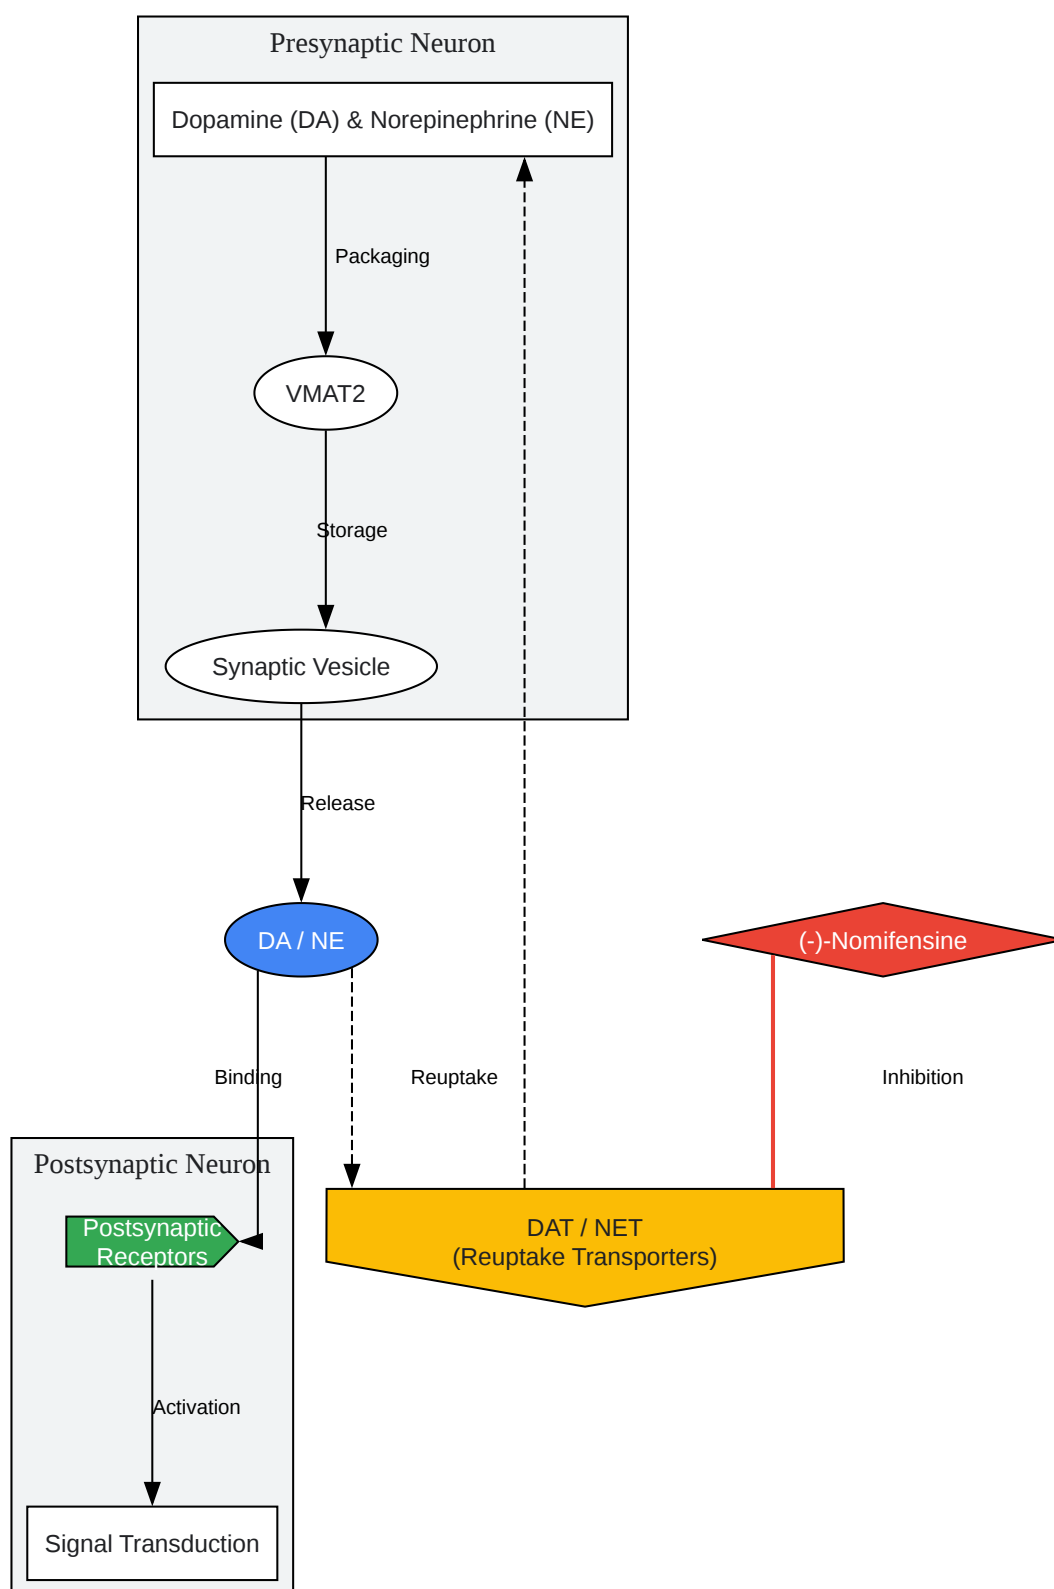 Presynaptic Neuron
Dopamine (DA) & Norepinephrine (NE)
Packaging
VMAT2
Storage
Synaptic Vesicle
Release
DA / NE
(-)-Nomifensine
Binding
Reuptake
Inhibition
Postsynaptic Neuron
Postsynaptic
Receptors
DAT / NET
(Reuptake Transporters)
Activation
Signal Transduction